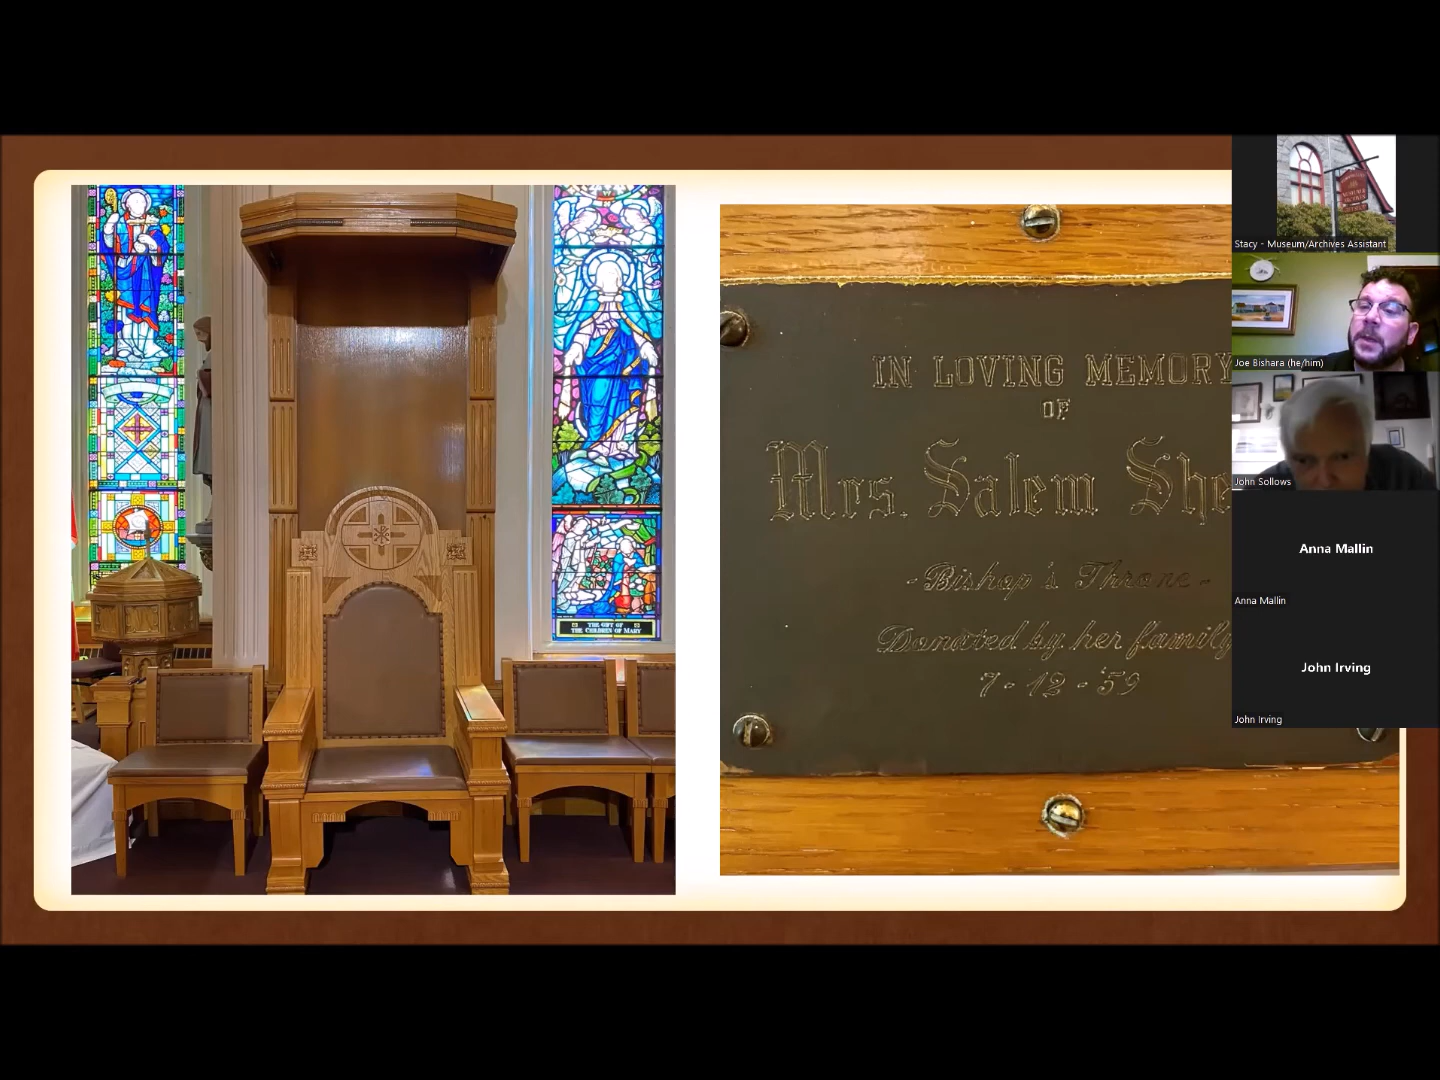 THE GIFT OF
THE CHILDREN OF MARY
IN LOVING MEMORY
OF
Mrs. Salem She
- Bishop's Throne -
Donated by her family
7-12-59
Stacy - Museum/Archives Assistant
Joe Bishara (he/him)
John Sollows
Anna Mallin
Anna Mallin
John Irving
John Irving